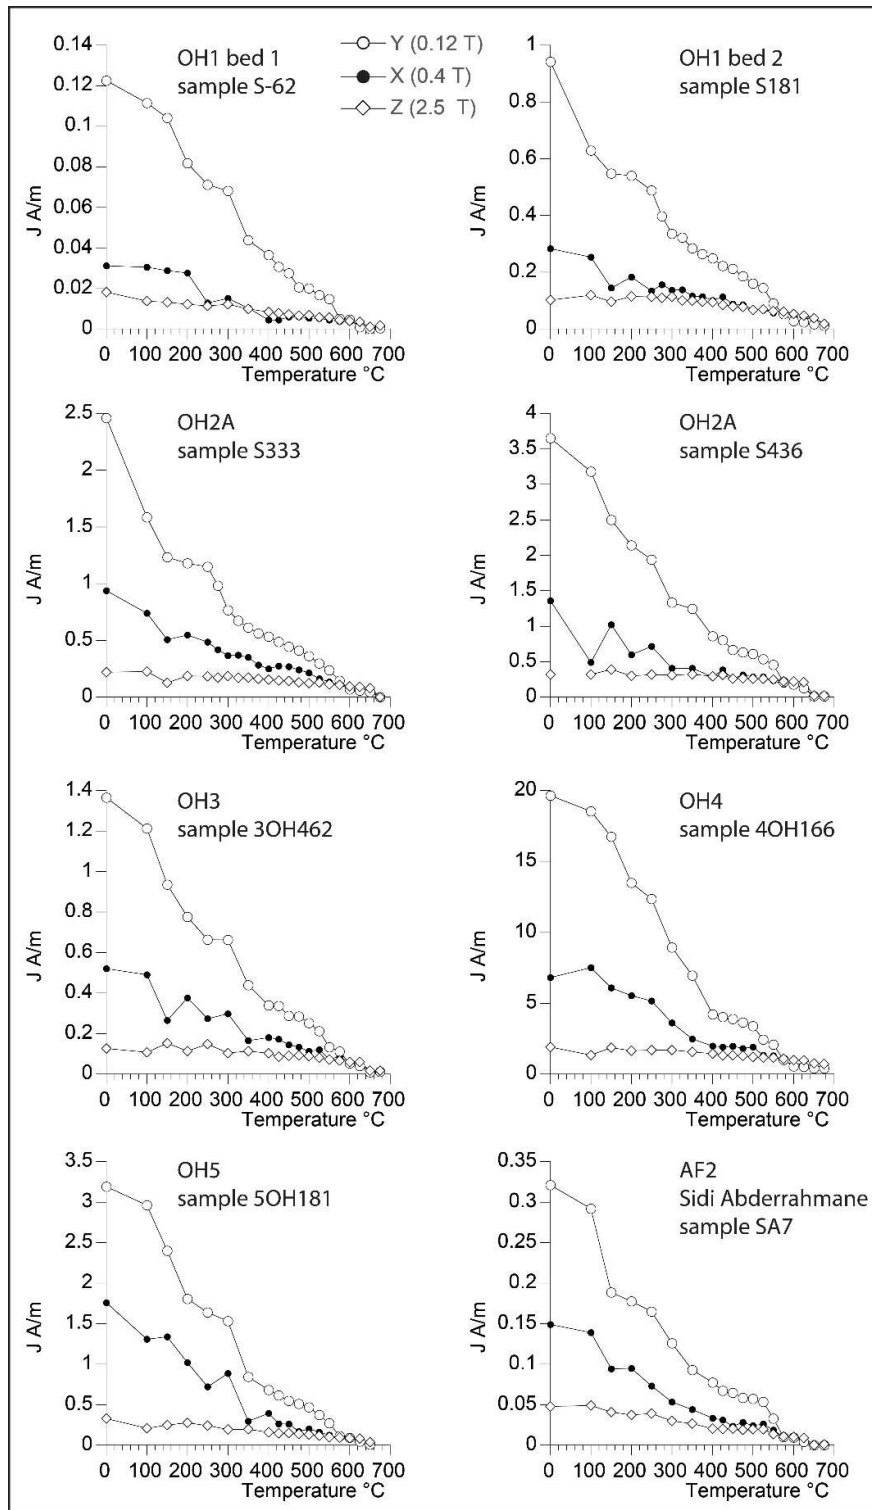 OH1 bed 1
sample S-62
Y (0.12 T)
X (0.4 T)
Z (2.5 T)
J A/m
0.14
0.12
0.1
0.08
0.06
0.04
0.02
0
0 100 200 300 400 500 600 700
Temperature °C
OH1 bed 2
sample S181
J A/m
1
0.8
0.6
0.4
0.2
0
0 100 200 300 400 500 600 700
Temperature °C
OH2A
sample S333
J A/m
2.5
2
1.5
1
0.5
0
0 100 200 300 400 500 600 700
Temperature °C
OH2A
sample S436
J A/m
4
3.5
3
2.5
2
1.5
1
0.5
0
0 100 200 300 400 500 600 700
Temperature °C
OH3
sample 3OH462
J A/m
1.4
1.2
1
0.8
0.6
0.4
0.2
0
0 100 200 300 400 500 600 700
Temperature °C
OH4
sample 4OH166
J A/m
20
15
10
5
0
0 100 200 300 400 500 600 700
Temperature °C
OH5
sample 5OH181
J A/m
3.5
3
2.5
2
1.5
1
0.5
0
0 100 200 300 400 500 600 700
Temperature °C
AF2
Sidi Abderrahmane
sample SA7
J A/m
0.35
0.3
0.25
0.2
0.15
0.1
0.05
0
0 100 200 300 400 500 600 700
Temperature °C